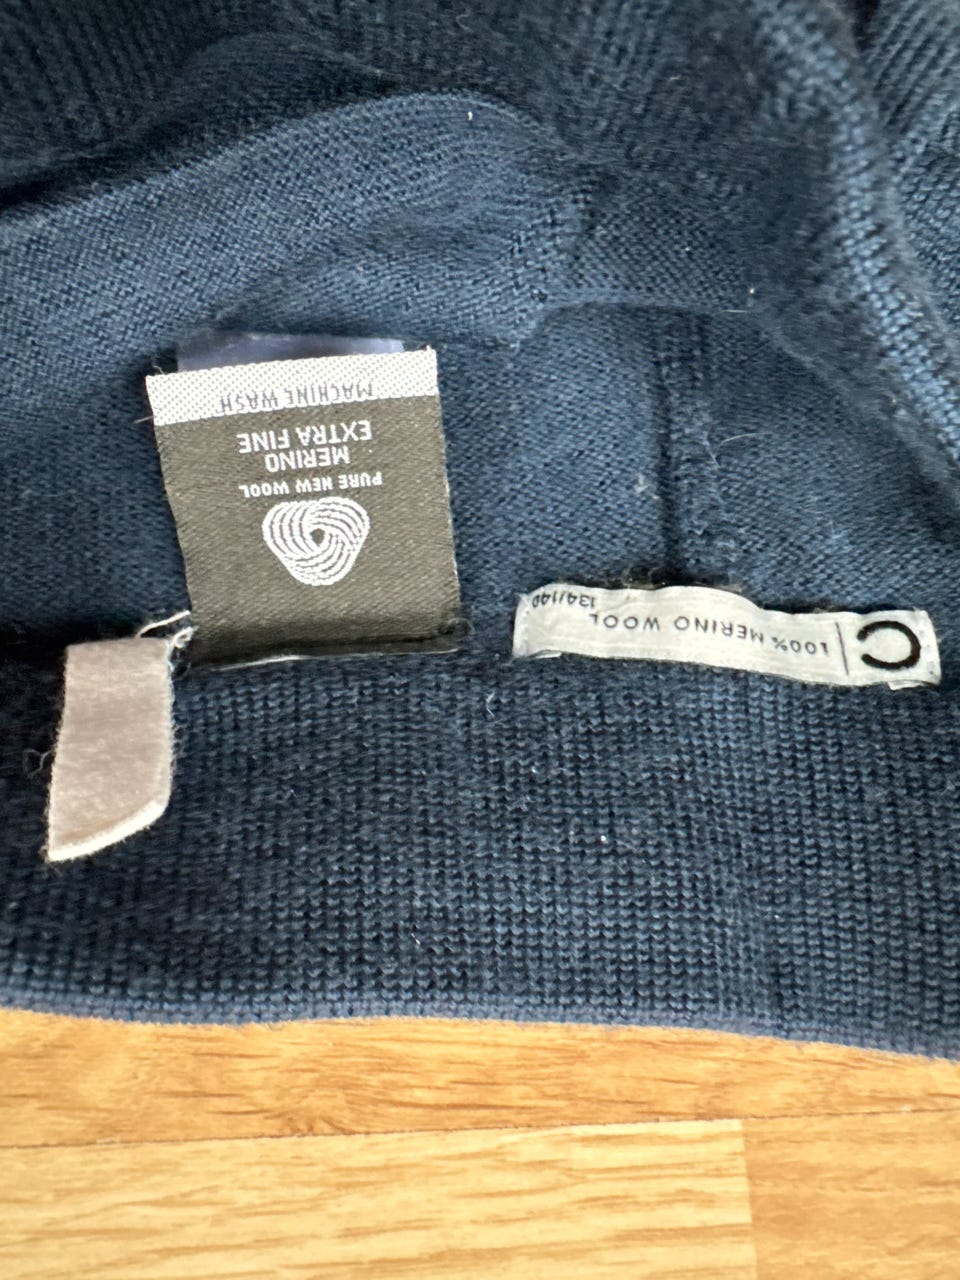 PURE NEW WOOL
MERINO
EXTRA FINE
MACHINE WASH
C
100% MERINO WOOL
134/140